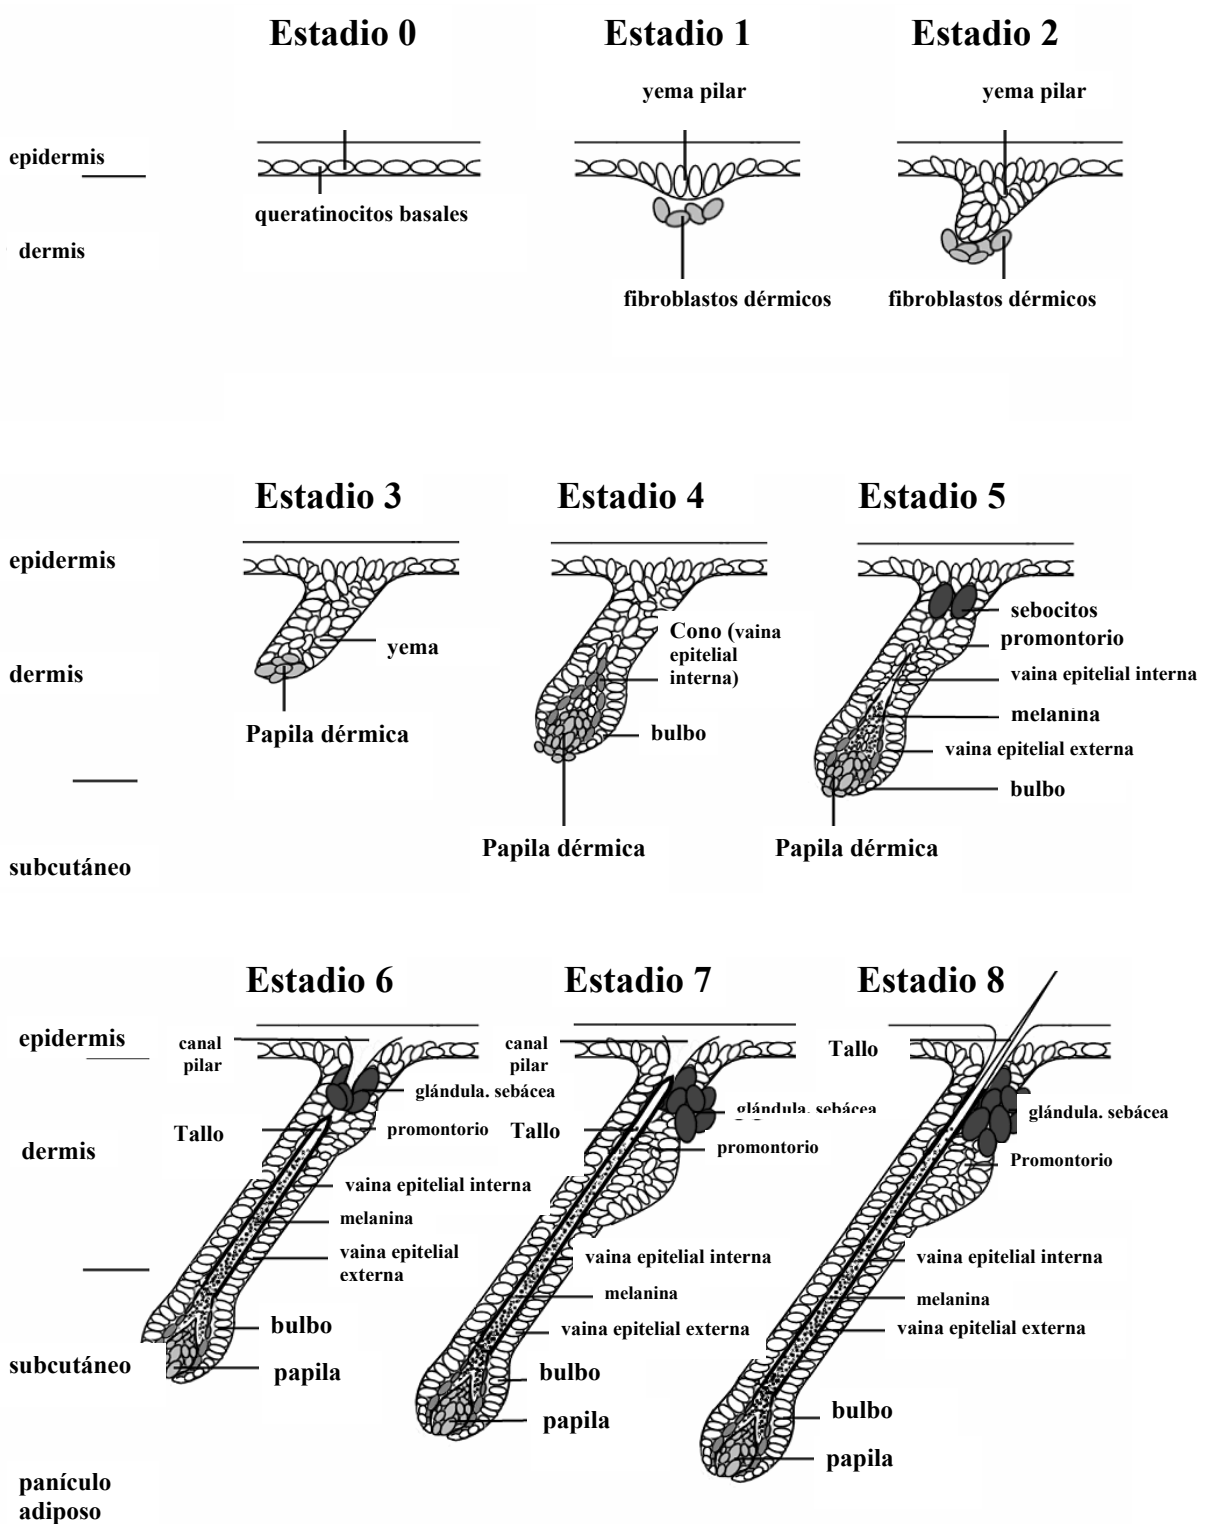 Estadio 0
Estadio 1
Estadio 2
yema pilar
yema pilar
epidermis
queratinocitos basales
dermis
fibroblastos dérmicos
fibroblastos dérmicos
Estadio 3
Estadio 4
Estadio 5
epidermis
sebocitos
Cono (vaina
epitelial
interna)
promontorio
yema
dermis
vaina epitelial interna
melanina
Papila dérmica
bulbo
vaina epitelial externa
bulbo
Papila dérmica
Papila dérmica
subcutáneo
Estadio 6
Estadio 7
Estadio 8
epidermis
canal
pilar
canal
pilar
Tallo
glándula. sebácea
glándula. sebácea
glándula. sebácea
Tallo
promontorio
Tallo
promontorio
Promontorio
dermis
vaina epitelial interna
melanina
vaina epitelial
externa
vaina epitelial interna
melanina
vaina epitelial externa
vaina epitelial interna
melanina
vaina epitelial externa
bulbo
subcutáneo
papila
bulbo
papila
bulbo
papila
panículo
adiposo